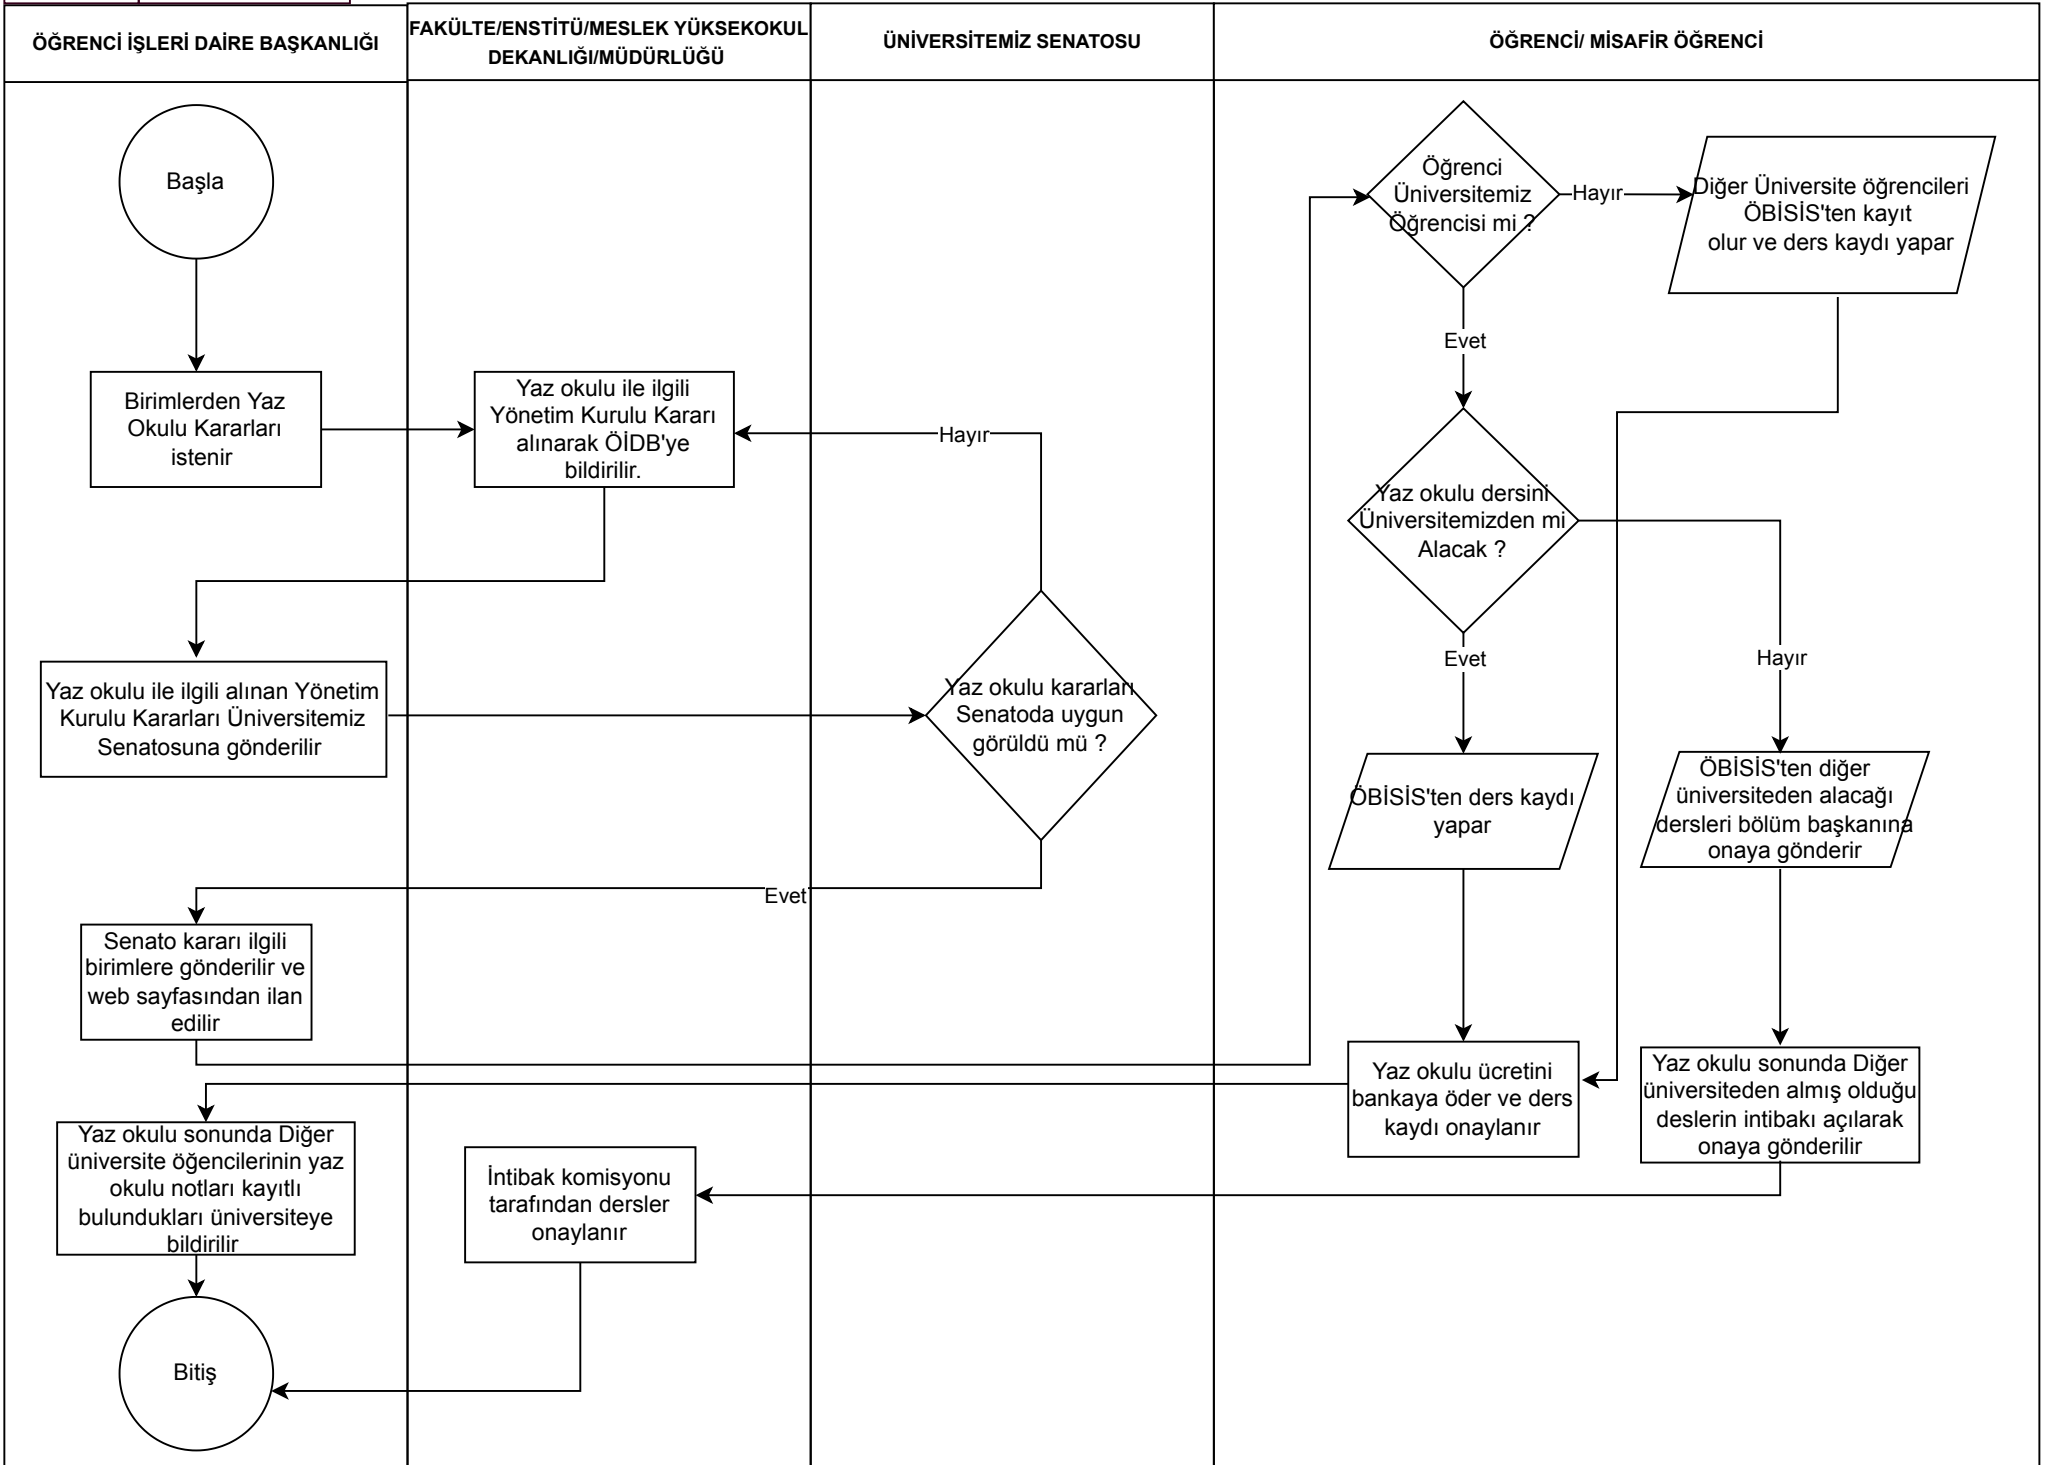 ÖĞRENCİ İŞLERİ DAİRE BAŞKANLIĞI
FAKÜLTE/ENSTİTÜ/MESLEK YÜKSEKOKUL
DEKANLIĞI/MÜDÜRLÜĞÜ
ÜNİVERSİTEMİZ SENATOSU
ÖĞRENCİ/ MİSAFİR ÖĞRENCİ
Başla
Birimlerden Yaz
Okulu Kararları
istenir
Yaz okulu ile ilgili
Yönetim Kurulu Kararı
alınarak ÖİDB'ye
bildirilir.
Hayır
Yaz okulu ile ilgili alınan Yönetim
Kurulu Kararları Üniversitemiz
Senatosuna gönderilir
Yaz okulu kararları
Senatoda uygun
görüldü mü ?
Evet
Senato kararı ilgili
birimlere gönderilir ve
web sayfasından ilan
edilir
Öğrenci
Üniversitemiz
Öğrencisi mi ?
Hayır
Diğer Üniversite öğrencileri
ÖBİSİS'ten kayıt
olur ve ders kaydı yapar
Evet
Yaz okulu dersini
Üniversitemizden mi
Alacak ?
Evet
Hayır
ÖBİSİS'ten ders kaydı
yapar
ÖBİSİS'ten diğer
üniversiteden alacağı
dersleri bölüm başkanına
onaya gönderir
Yaz okulu ücretini
bankaya öder ve ders
kaydı onaylanır
Yaz okulu sonunda Diğer
üniversiteden almış olduğu
deslerin intibakı açılarak
onaya gönderilir
Yaz okulu sonunda Diğer
üniversite öğencilerinin yaz
okulu notları kayıtlı
bulundukları üniversiteye
bildirilir
İntibak komisyonu
tarafından dersler
onaylanır
Bitiş